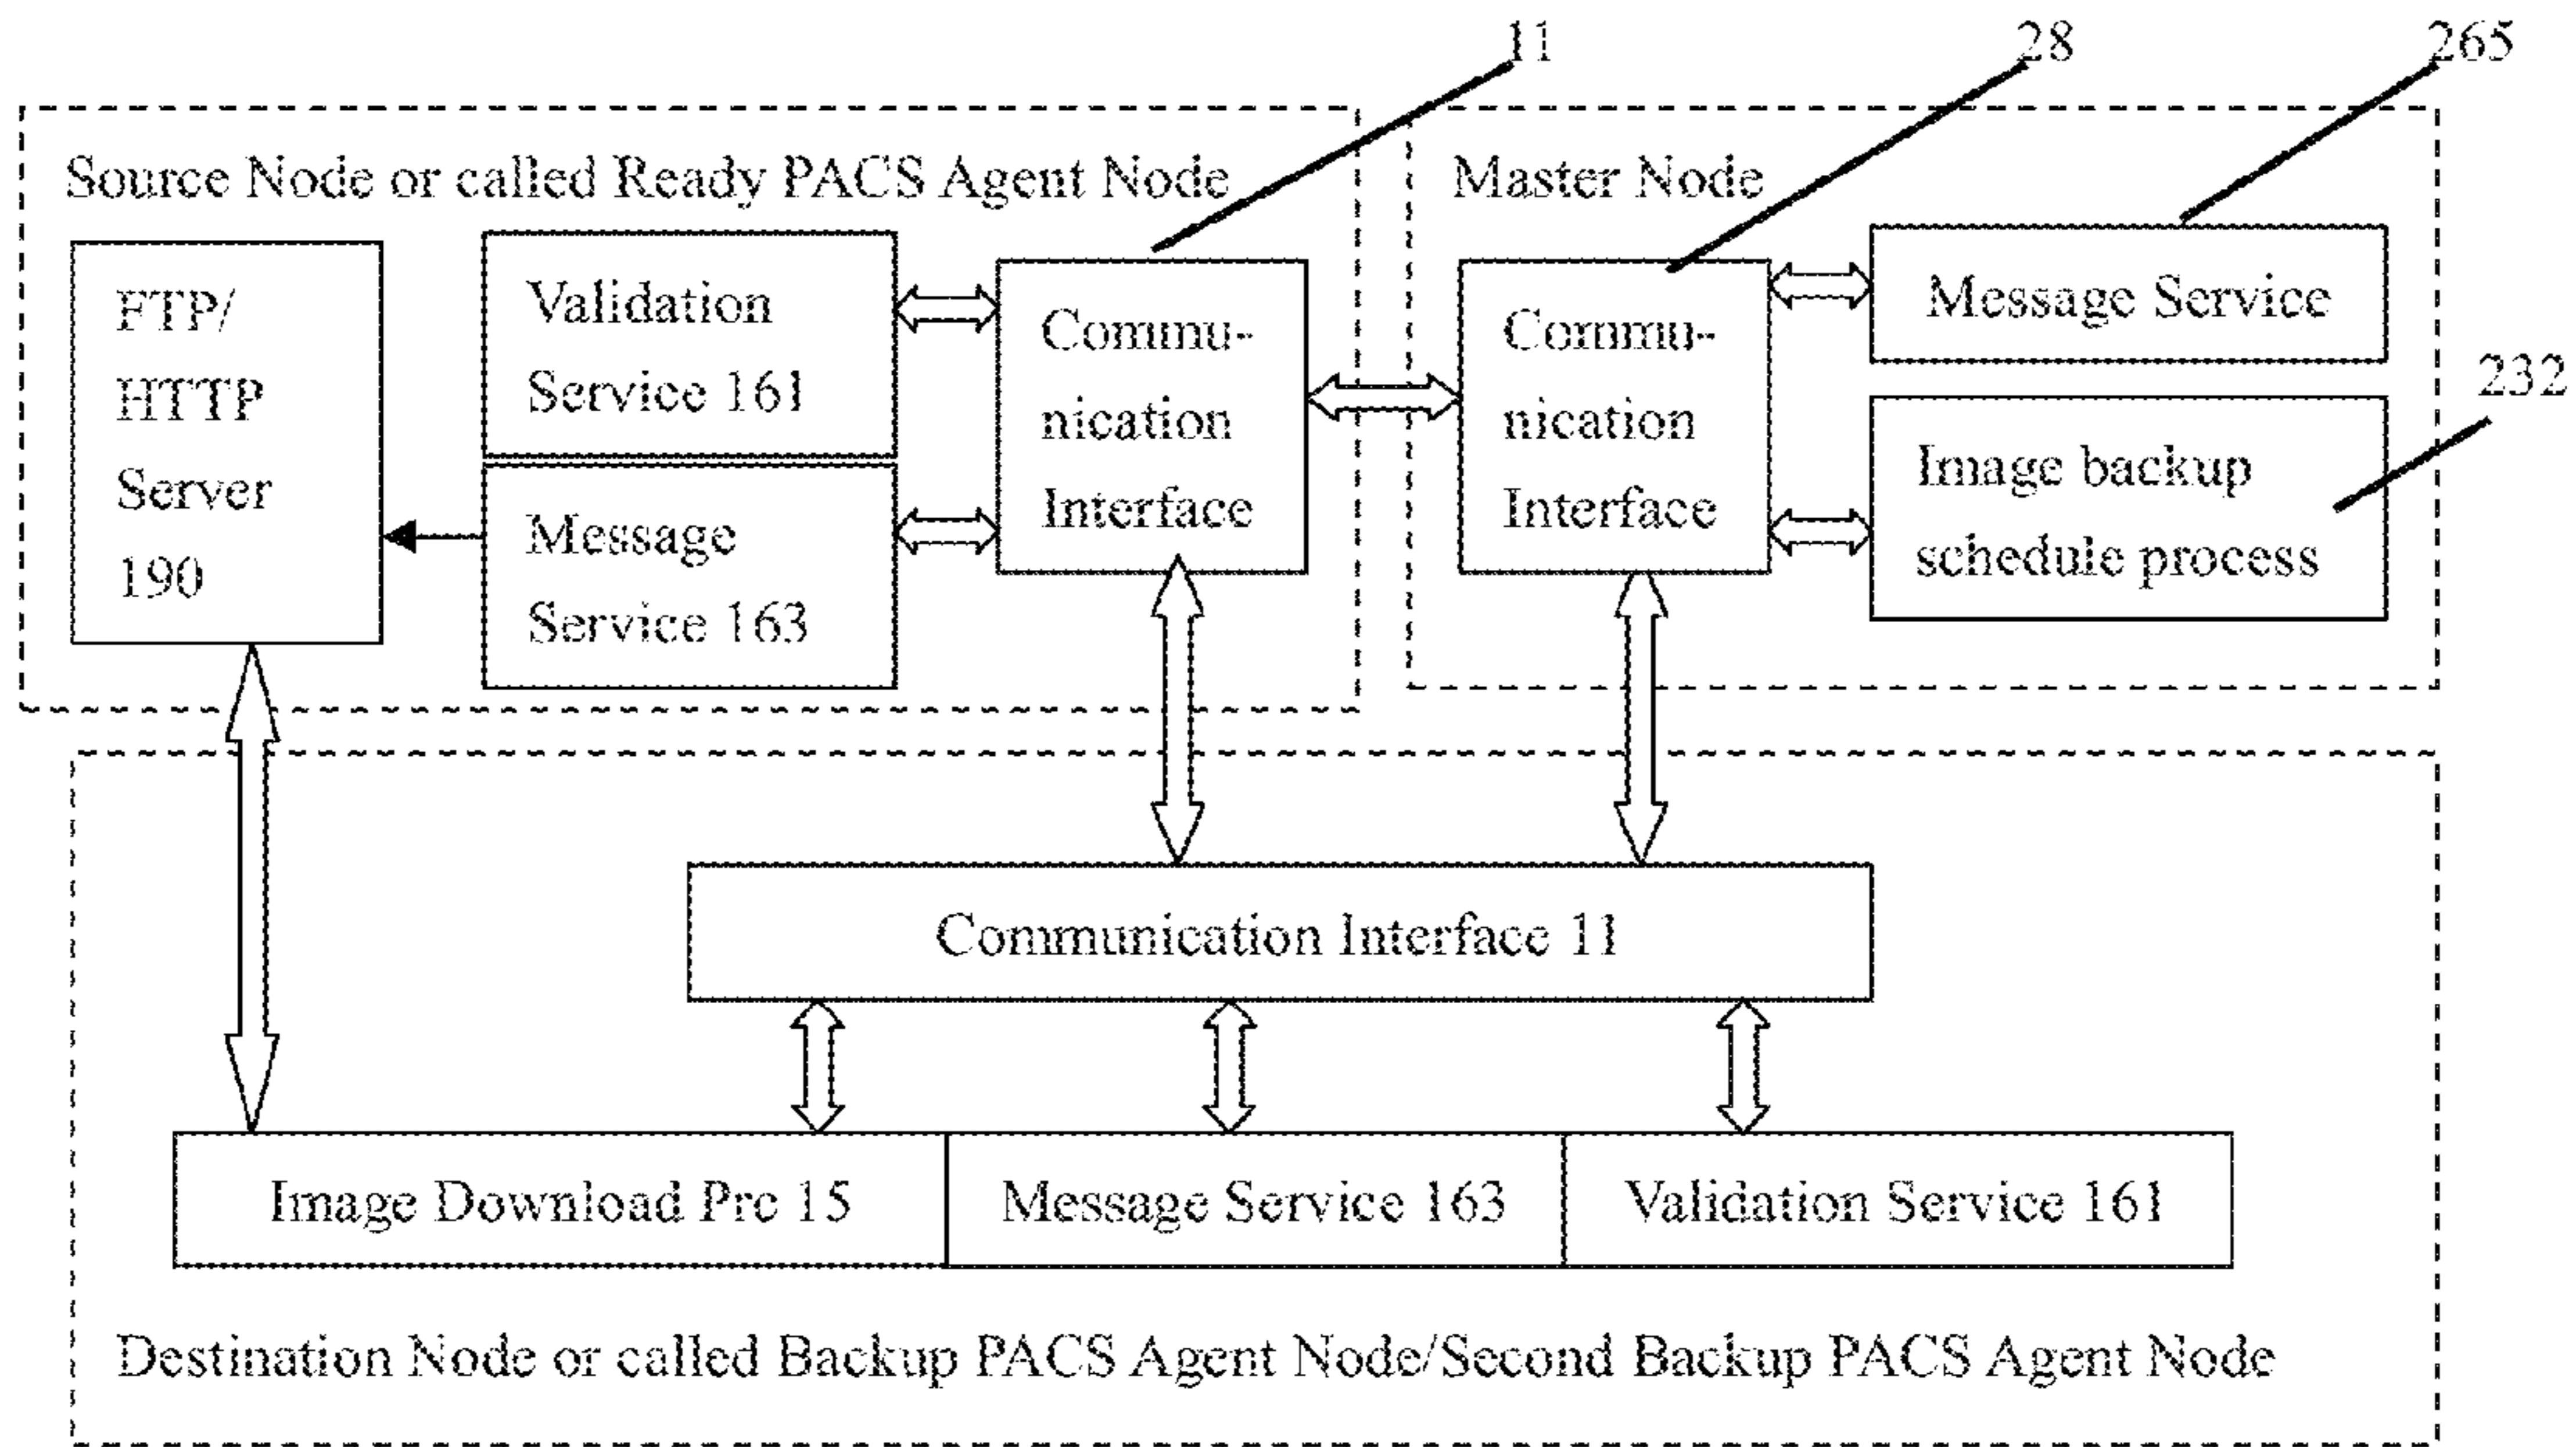 11
28
265
Source Node or called Ready PACS Agent Node
Master Node
FTP/
HTTP
Server
190
Validation
Service 161
Message
Service 163
Commu-
nication
Interface
Commu-
nication
Interface
Message Service
232
Image backup
schedule process
Communication Interface 11
Image Download Prc 15
Message Service 163
Validation Service 161
Destination Node or called Backup PACS Agent Node/Second Backup PACS Agent Node